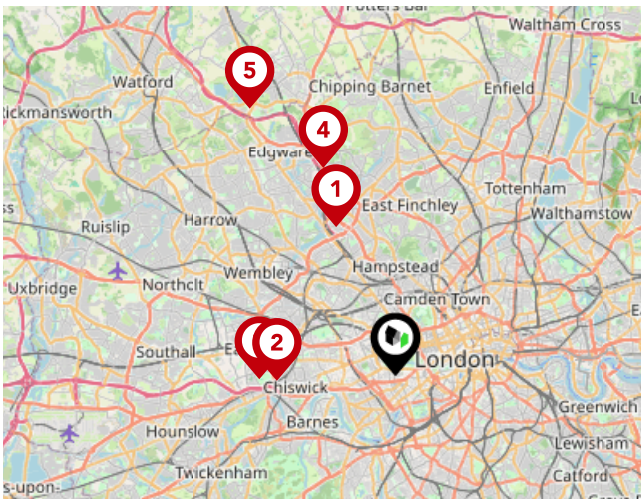 Potters Bar
Waltham Cross
5
Watford
Chipping Barnet
Enfield
Rickmansworth
4
Edgware
1
Tottenham
East Finchley
Walthamstow
Ruislip
Harrow
Wembley
Hampstead
Uxbridge
Northolt
Camden Town
2
Southall
London
Chiswick
Greenwich
Barnes
Hounslow
Lewisham
Twickenham
Catford
s-upon-